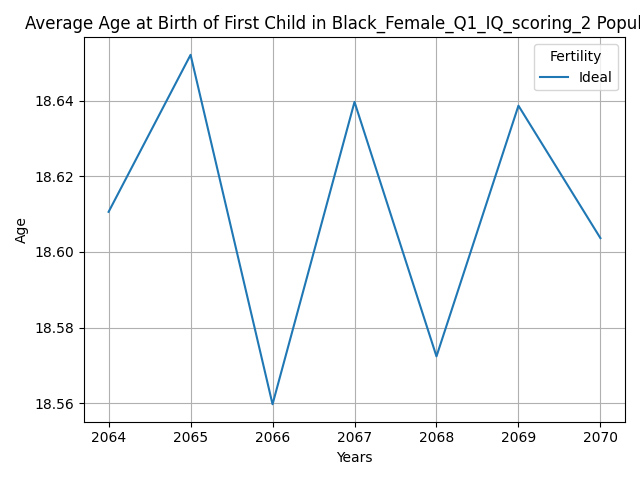 Average Age at Birth of First Child in Black_Female_Q1_IQ_scoring_2 Popul
Fertility
Ideal
18.64
18.62
18.60
18.58
18.56
Age
2064 2065 2066 2067 2068 2069 2070
Years